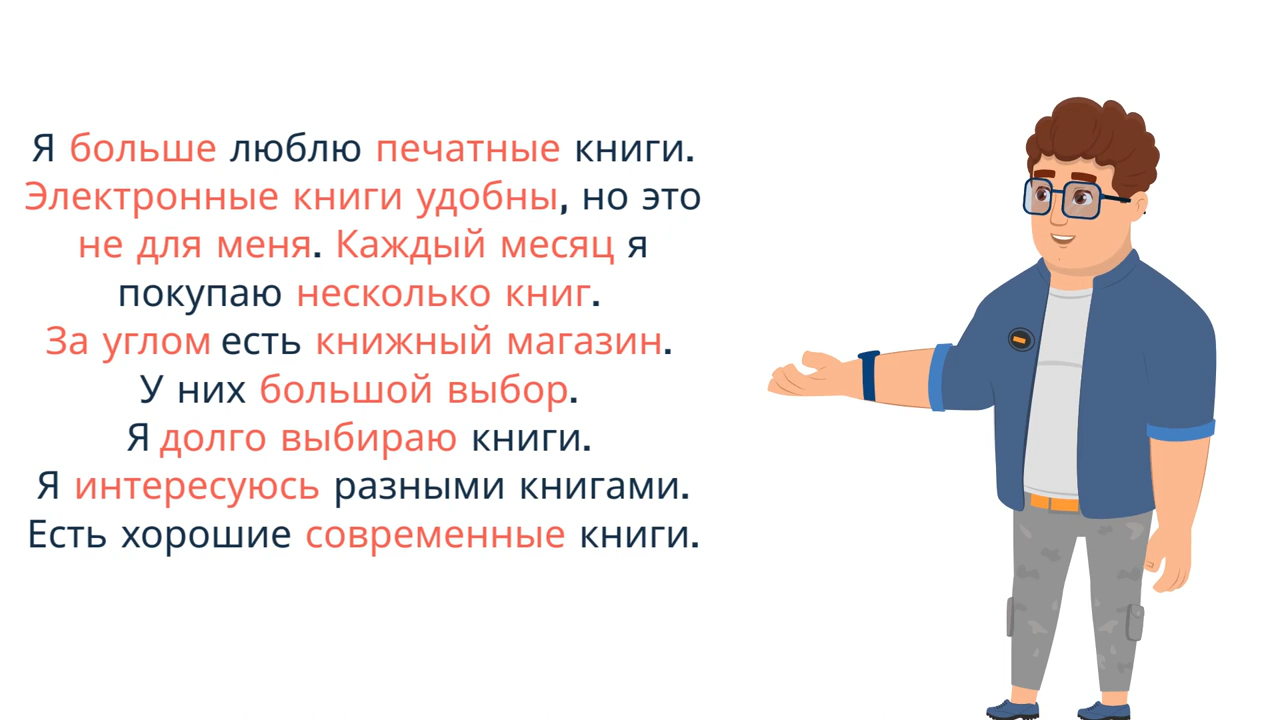 Я больше люблю печатные книги.
Электронные книги удобны, но это
не для меня. Каждый месяц я
покупаю несколько книг.
За углом есть книжный магазин.
У них большой выбор.
Я долго выбираю книги.
Я интересуюсь разными книгами.
Есть хорошие современные книги.